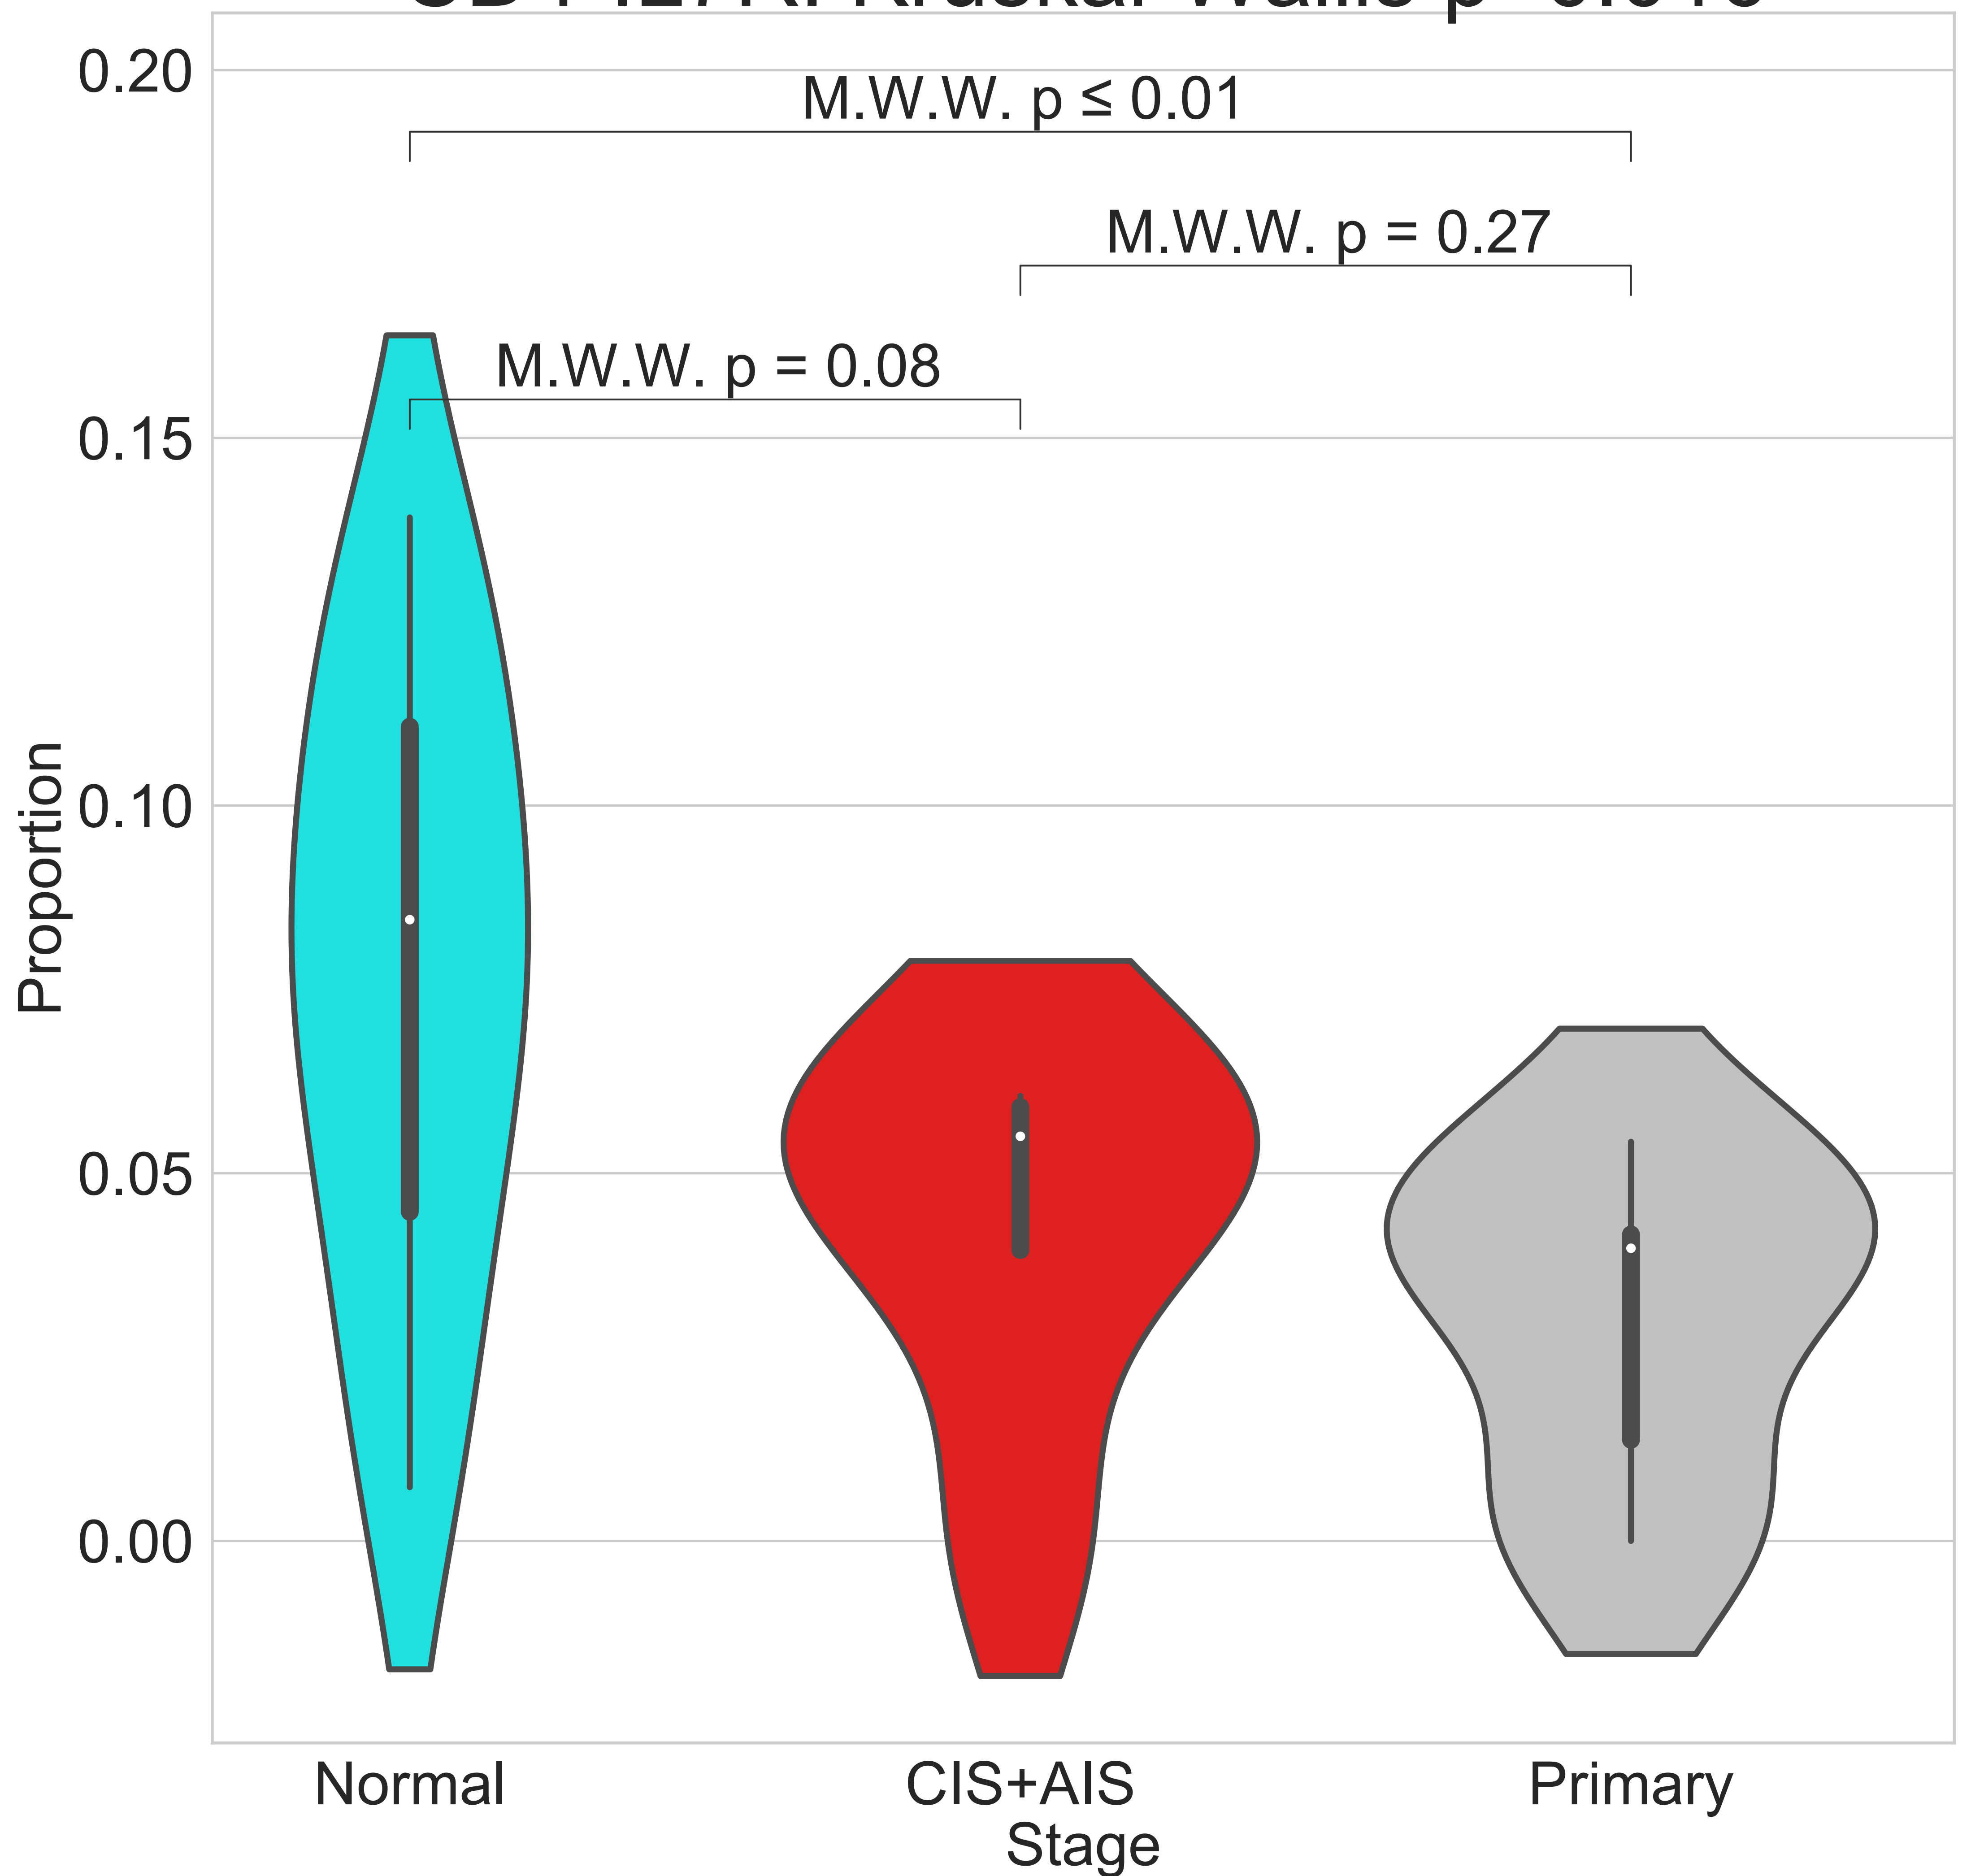 0.20
M.W.W. p ≤ 0.01
M.W.W. p = 0.27
M.W.W. p = 0.08
0.15
0.10
0.05
0.00
Proportion
Normal CIS+AIS Primary
Stage